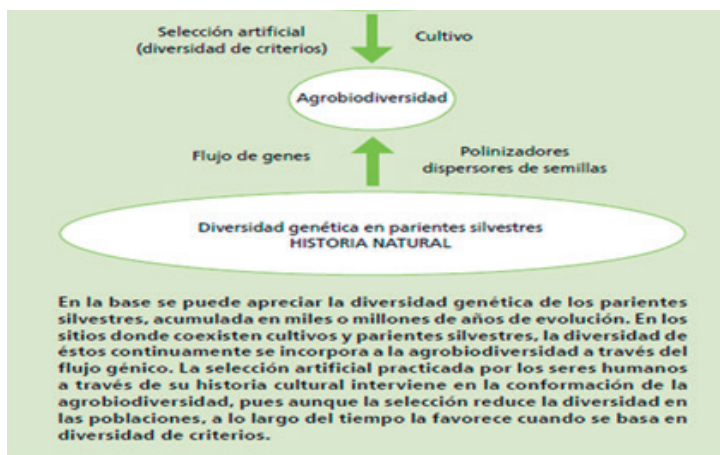 Selección artificial
(diversidad de criterios)
Cultivo
Agrobiodiversidad
Flujo de genes
Polinizadores
dispersores de semillas
Diversidad genética en parientes silvestres
HISTORIA NATURAL
En la base se puede apreciar la diversidad genética de los parientes
silvestres, acumulada en miles o millones de años de evolución. En los
sitios donde coexisten cultivos y parientes silvestres, la diversidad de
éstos continuamente se incorpora a la agrobiodiversidad a través del
flujo génico. La selección artificial practicada por los seres humanos
a través de su historia cultural interviene en la conformación de la
agrobiodiversidad, pues aunque la selección reduce la diversidad en
las poblaciones, a lo largo del tiempo la favorece cuando se basa en
diversidad de criterios.